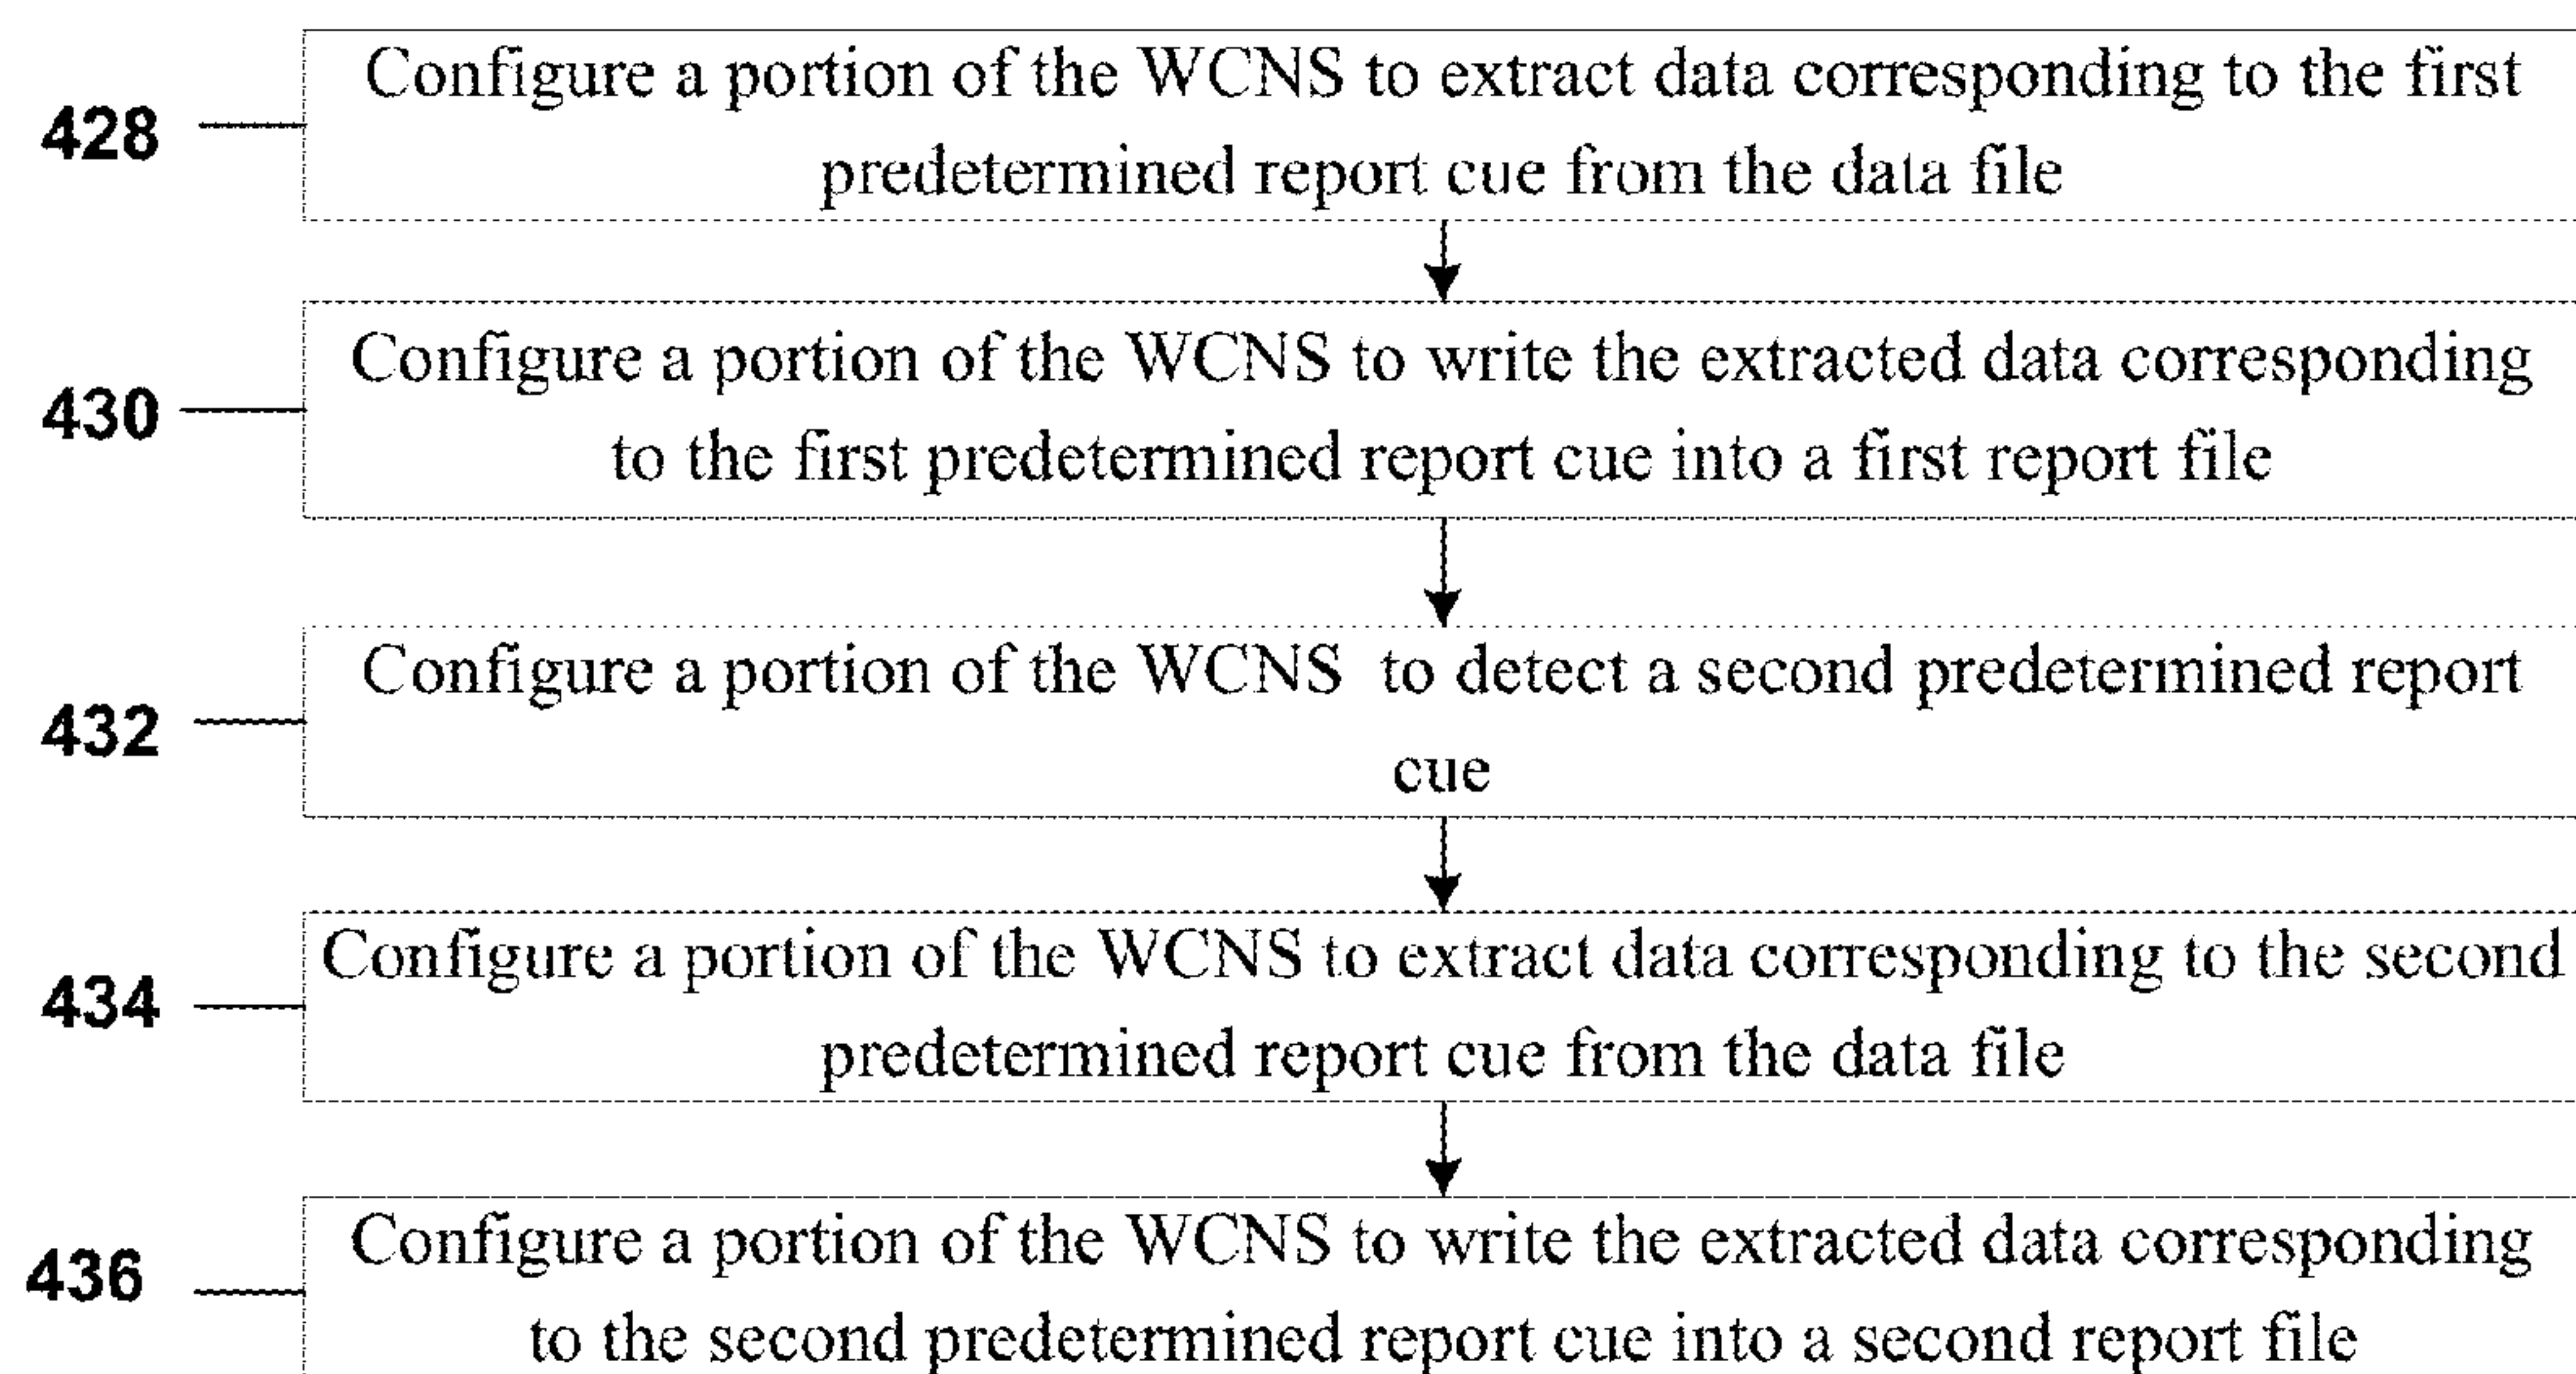 Configure a portion of the WCNS to extract data corresponding to the first
428
predetermined report cue from the data file
Configure a portion of the WCNS to write the extracted data corresponding
430
to the first predetermined report cue into a first report file
Configure a portion of the WCNS to detect a second predetermined report
432
cue
Configure a portion of the WCNS to extract data corresponding to the second
434
predetermined report cue from the data file
Configure a portion of the WCNS to write the extracted data corresponding
436
to the second predetermined report cue into a second report file